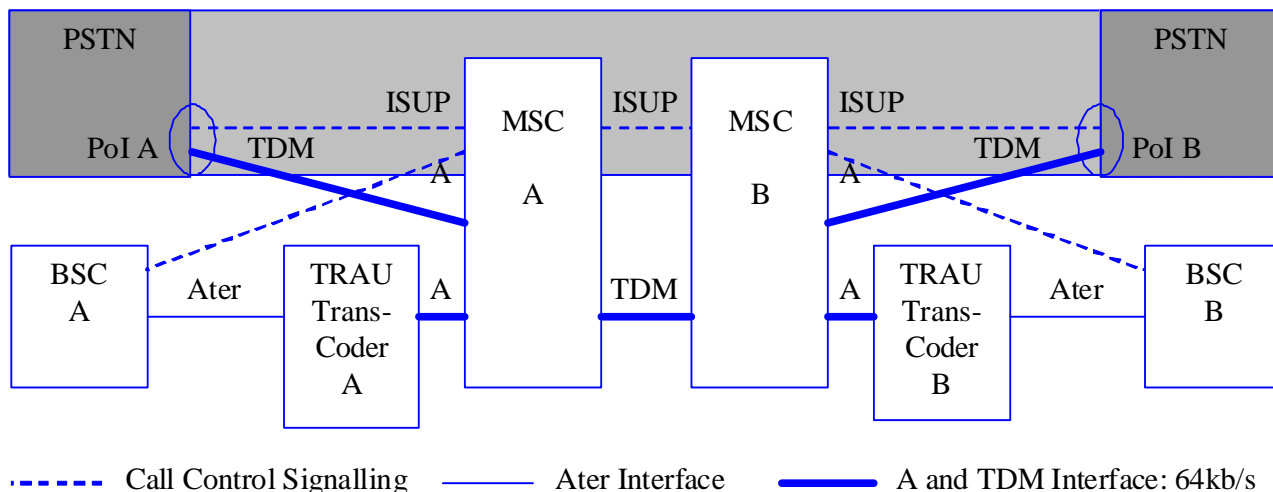 PSTN
PSTN
ISUP
ISUP
ISUP
MSC
MSC
PoI A
TDM
TDM
PoI B
A
A
A
B
BSC
A
Ater
TRAU
Trans-
Coder
A
A
TDM
A
TRAU
Trans-
Coder
B
Ater
BSC
B
Call Control Signalling
Ater Interface
A and TDM Interface: 64kb/s